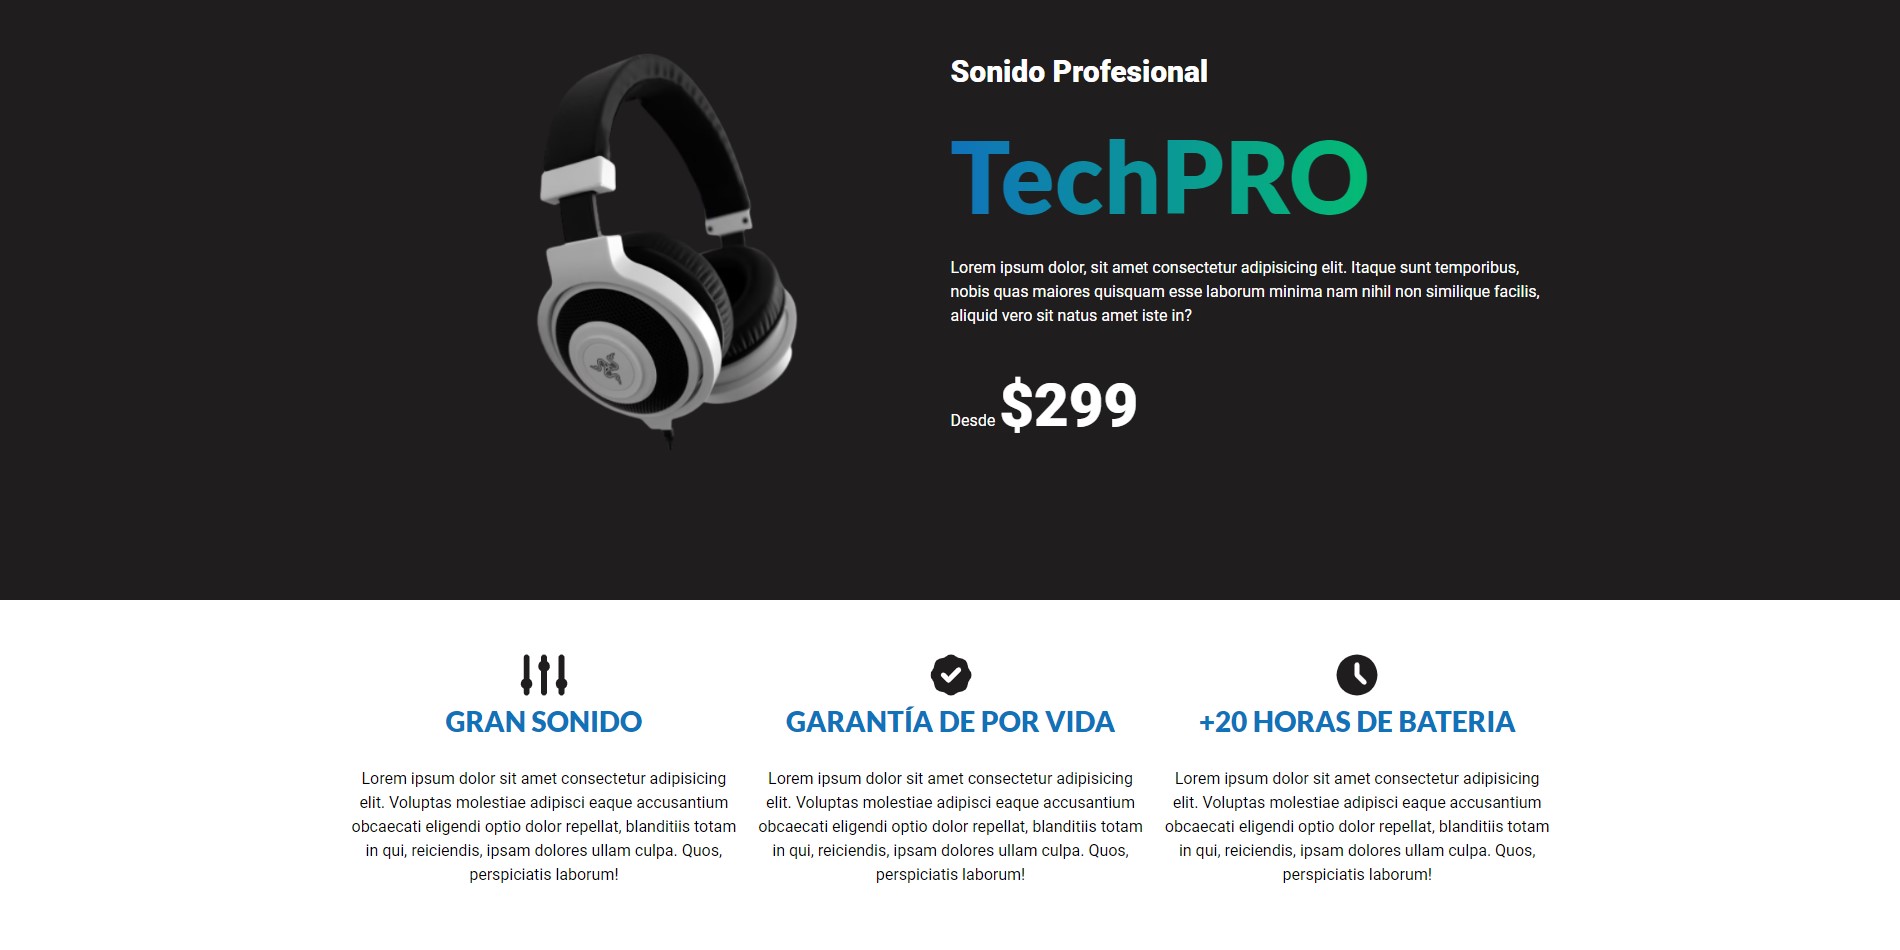 Sonido Profesional
TechPRO
Lorem ipsum dolor, sit amet consectetur adipisicing elit. Itaque sunt temporibus,
nobis quas maiores quisquam esse laborum minima nam nihil non similique facilis,
aliquid vero sit natus amet iste in?
Desde $299
GRAN SONIDO
Lorem ipsum dolor sit amet consectetur adipisicing
elit. Voluptas molestiae adipisci eaque accusantium
obcaecati eligendi optio dolor repellat, blanditiis totam
in qui, reiciendis, ipsam dolores ullam culpa. Quos,
perspiciatis laborum!
GARANTÍA DE POR VIDA
Lorem ipsum dolor sit amet consectetur adipisicing
elit. Voluptas molestiae adipisci eaque accusantium
obcaecati eligendi optio dolor repellat, blanditiis totam
in qui, reiciendis, ipsam dolores ullam culpa. Quos,
perspiciatis laborum!
+20 HORAS DE BATERIA
Lorem ipsum dolor sit amet consectetur adipisicing
elit. Voluptas molestiae adipisci eaque accusantium
obcaecati eligendi optio dolor repellat, blanditiis totam
in qui, reiciendis, ipsam dolores ullam culpa. Quos,
perspiciatis laborum!